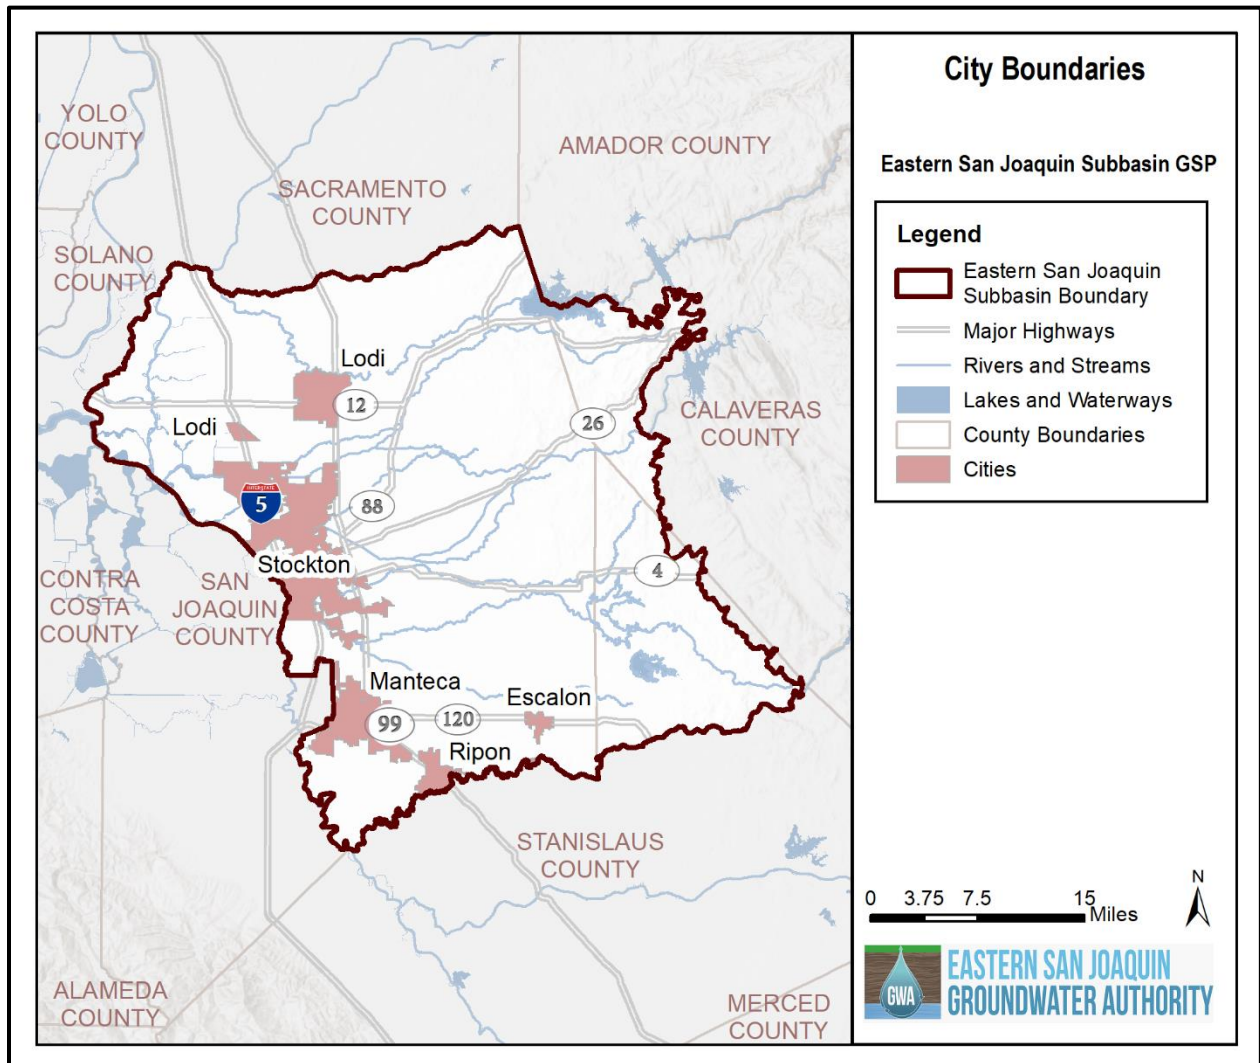 City Boundaries
Eastern San Joaquin Subbasin GSP
Legend
Eastern San Joaquin
Subbasin Boundary
Major Highways
Rivers and Streams
Lakes and Waterways
County Boundaries
Cities
YOLO
COUNTY
AMADOR COUNTY
SACRAMENTO
COUNTY
SOLANO
COUNTY
Lodi
12
Lodi
26
CALAVERAS
COUNTY
INTERSTATE
5
88
Stockton
4
CONTRA
COSTA
COUNTY
SAN
JOAQUIN
COUNTY
Manteca
Escalon
99
120
Ripon
STANISLAUS
COUNTY
ALAMEDA
COUNTY
MERCED
COUNTY
N
0 3.75 7.5 15
Miles
GWA
EASTERN SAN JOAQUIN
GROUNDWATER AUTHORITY